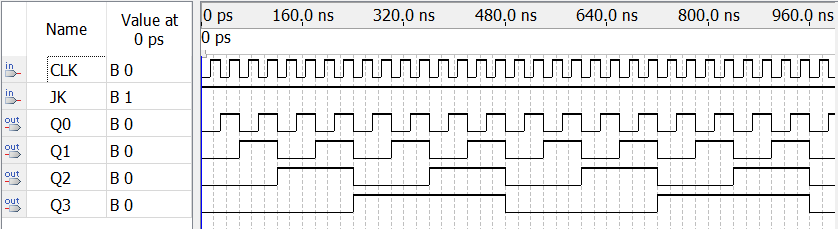 Name Value at 0 ps
0 ps 160.0 ns 320.0 ns 480.0 ns 640.0 ns 800.0 ns 960.0 ns
0 ps
in CLK B 0
in JK B 1
out Q0 B 0
out Q1 B 0
out Q2 B 0
out Q3 B 0